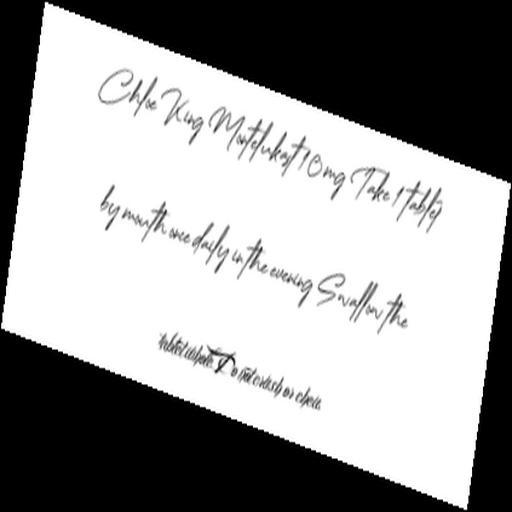 Chloe King Montelukast 10mg Take 1 tablet
by mouth once daily in the evening Swallow the
tablet whole. Do not crush or chew.